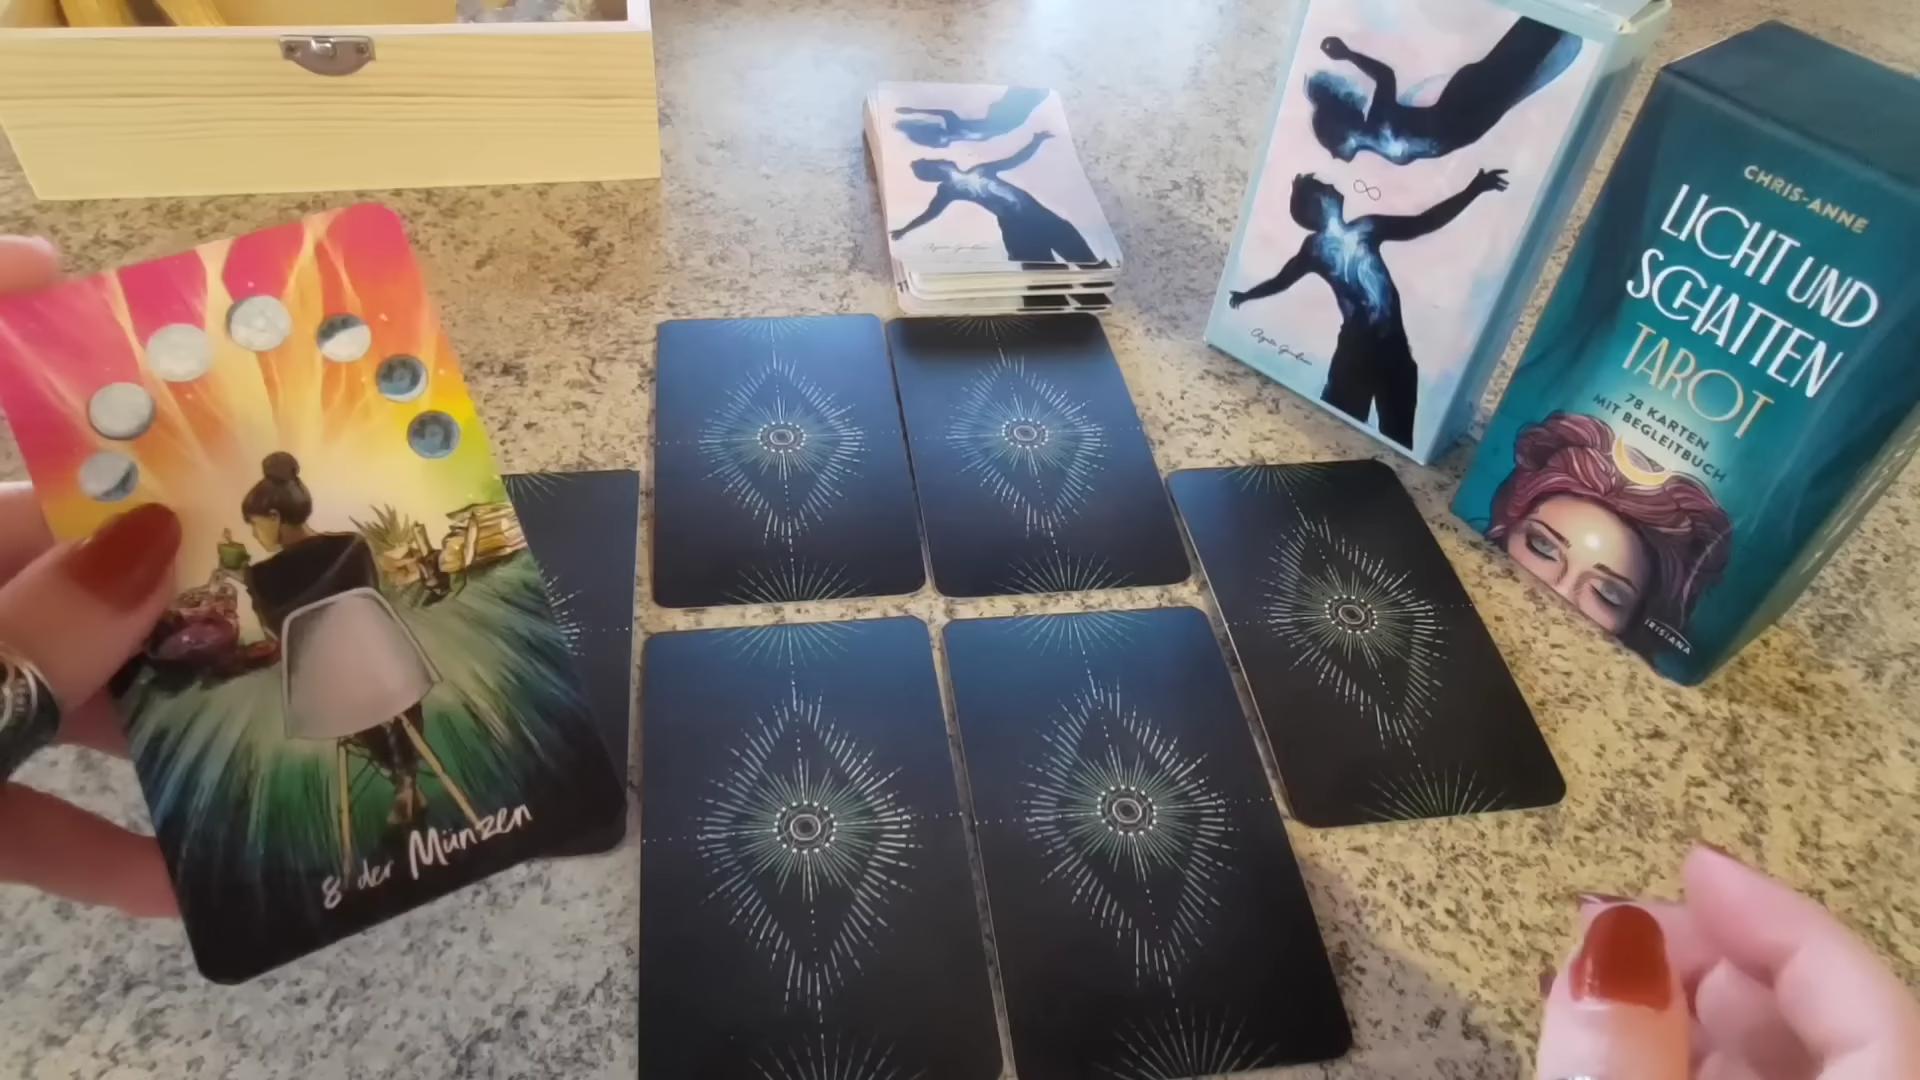 CHRIS-ANNE
LICHT UND
SCHATTEN
TAROT
78 KARTEN
MIT BEGLEITBUCH
IRISIANA
8 der Münzen